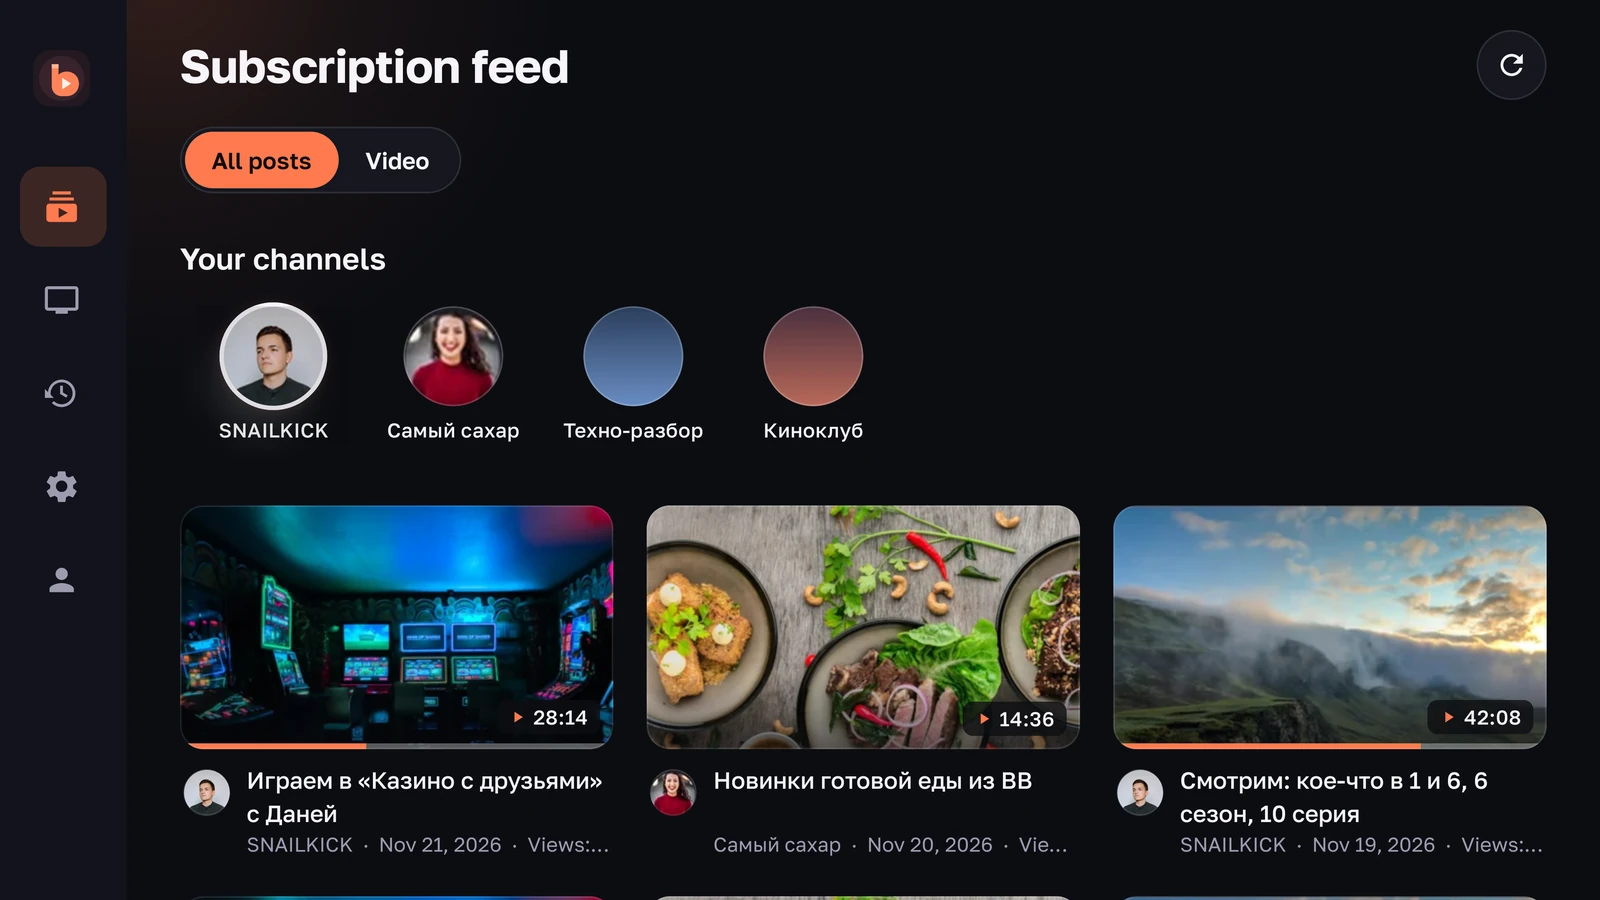 Subscription feed
All posts
Video
Your channels
SNAILKICK
Самый сахар
Техно-разбор
Киноклуб
28:14
14:36
42:08
Играем в «Казино с друзьями»
с Даней
SNAILKICK · Nov 21, 2026 · Views:...
Новинки готовой еды из ВВ
Самый сахар · Nov 20, 2026 · Vie...
Смотрим: кое-что в 1 и 6, 6
сезон, 10 серия
SNAILKICK · Nov 19, 2026 · Views:...